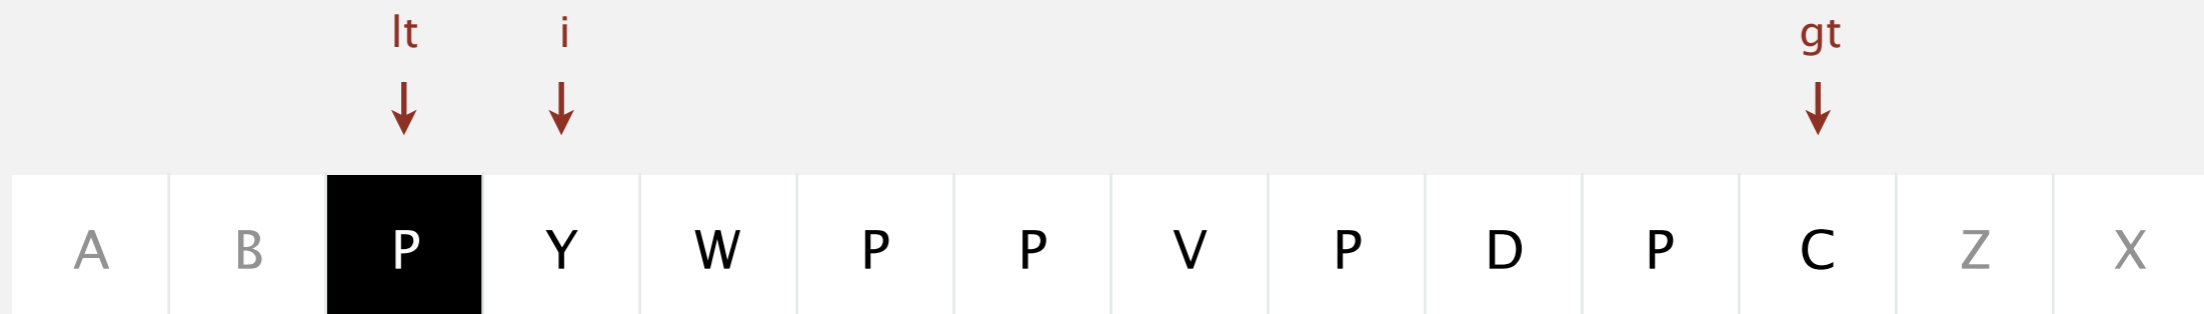 lt i gt
A B P Y W P P V P D P C Z X